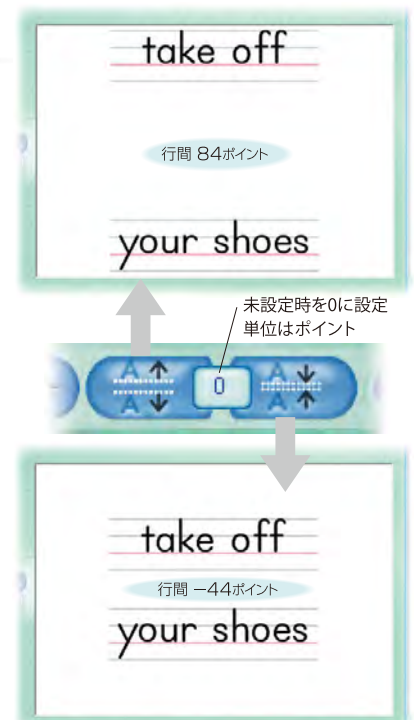 take off
行間 84ポイント
your shoes
未設定時を0に設定
単位はポイント
A A 0 A A
take off
行間 －44ポイント
your shoes